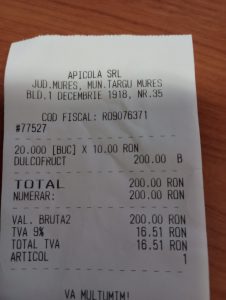 APICOLA SRL
JUD.MURES, MUN.TARGU MURES
BLD.1 DECEMBRIE 1918, NR.35
COD FISCAL: RO9076371
#77527
20.000 [BUC] X 10.00 RON
DULCOFRUCT 200.00 B
TOTAL 200.00 RON
NUMERAR: 200.00 RON
VAL. BRUTA2 200.00 RON
TVA 9% 16.51 RON
TOTAL TVA 16.51 RON
ARTICOL 1
VA MULTUMIM!